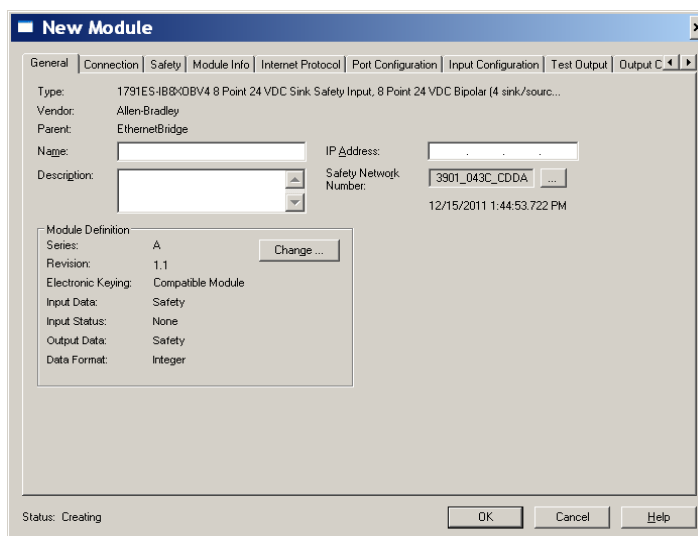 New Module
General Connection Safety Module Info Internet Protocol Port Configuration Input Configuration Test Output Output C
Type: 1791ES-IB8XOBV4 8 Point 24 VDC Sink Safety Input, 8 Point 24 VDC Bipolar (4 sink/sourc...
Vendor: Allen-Bradley
Parent: EthernetBridge
Name: IP Address: . . .
Description: Safety Network Number: 3901_043C_CDDA ...
12/15/2011 1:44:53.722 PM
Module Definition
Series: A Change ...
Revision: 1.1
Electronic Keying: Compatible Module
Input Data: Safety
Input Status: None
Output Data: Safety
Data Format: Integer
Status: Creating OK Cancel Help